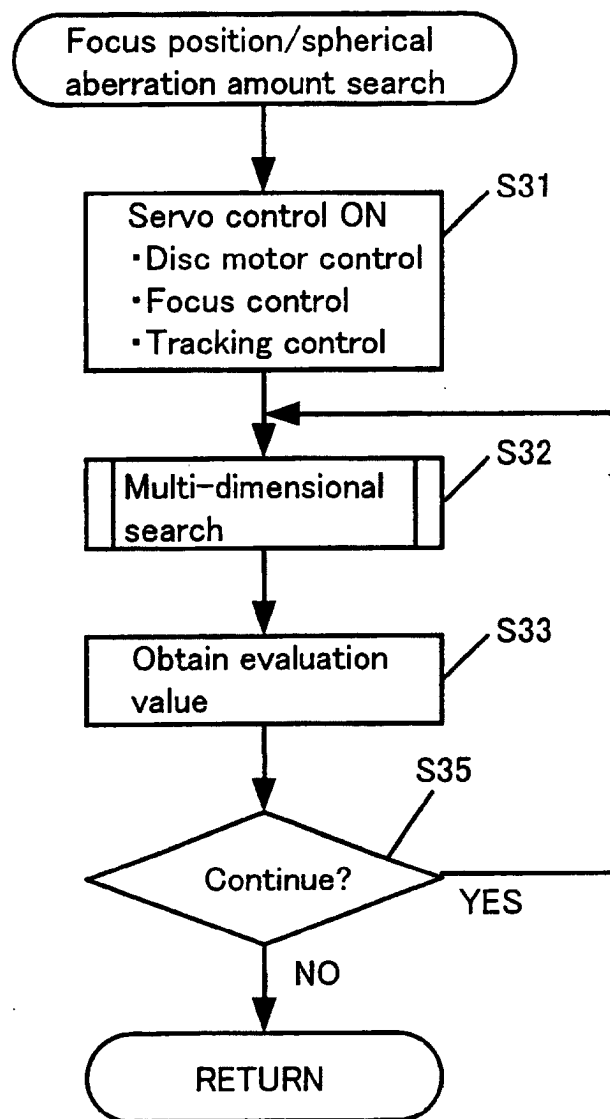 Focus position/spherical
aberration amount search
S31
Servo control ON
・Disc motor control
・Focus control
・Tracking control
S32
Multi-dimensional
search
S33
Obtain evaluation
value
S35
Continue?
YES
NO
RETURN